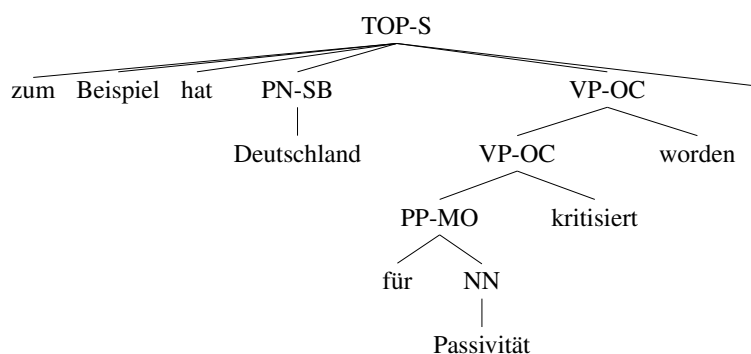 TOP-S
zum Beispiel hat PN-SB VP-OC
Deutschland VP-OC worden
PP-MO kritisiert
für NN
Passivität